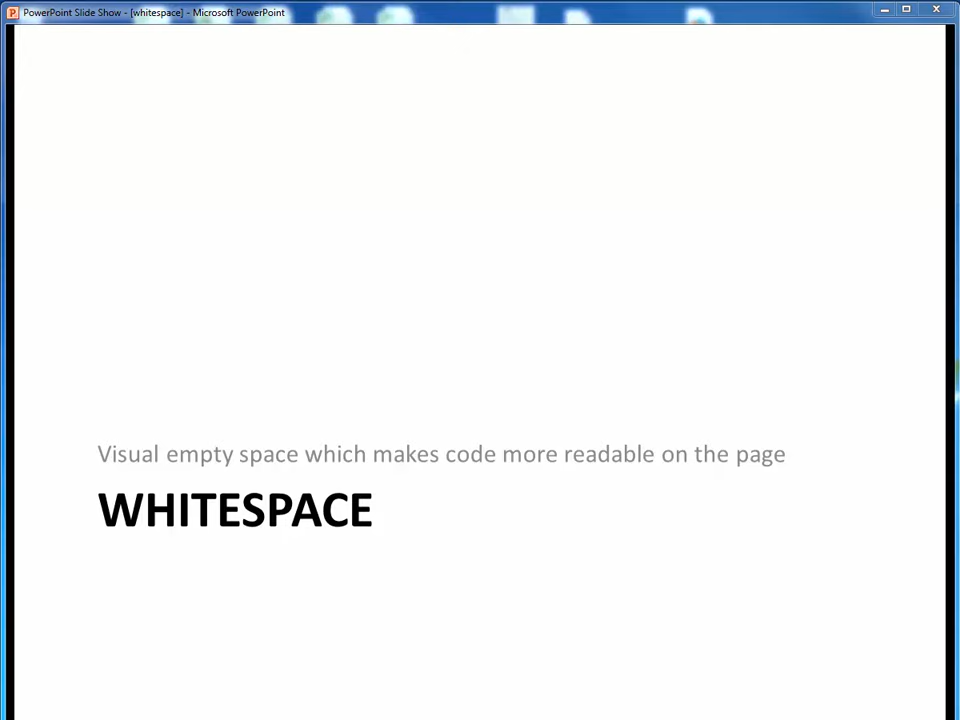 PowerPoint Slide Show - [whitespace] - Microsoft PowerPoint
Visual empty space which makes code more readable on the page
WHITESPACE